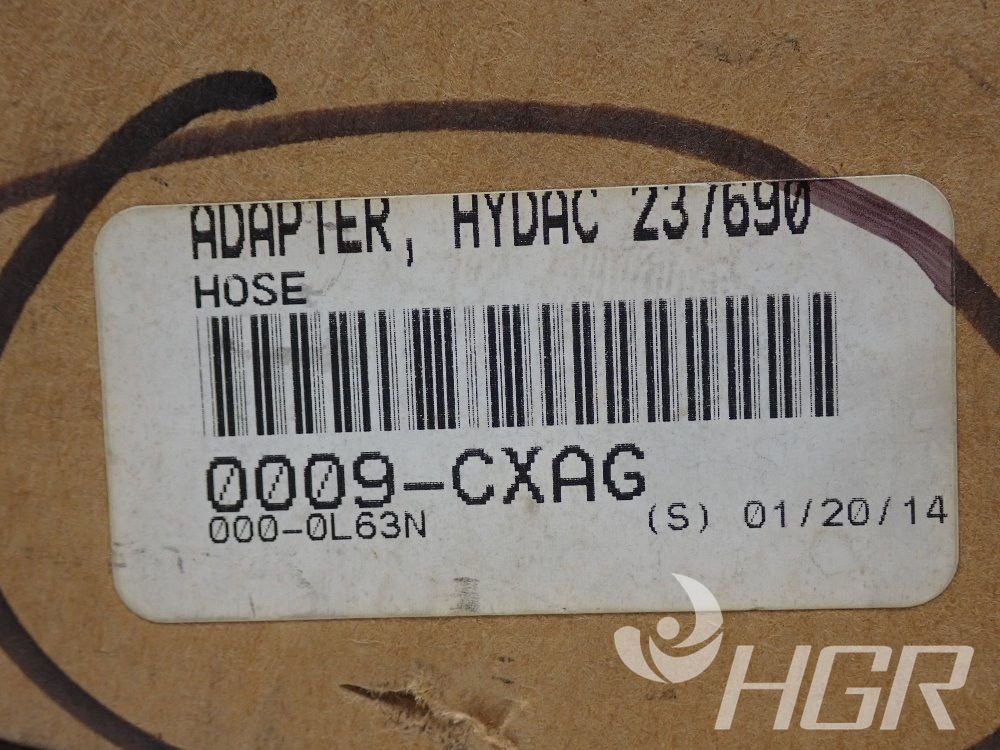 ADAPTER, HYDAC 237690
HOSE
0009-CXAG
000-0L63N
(S) 01/20/14
HGR